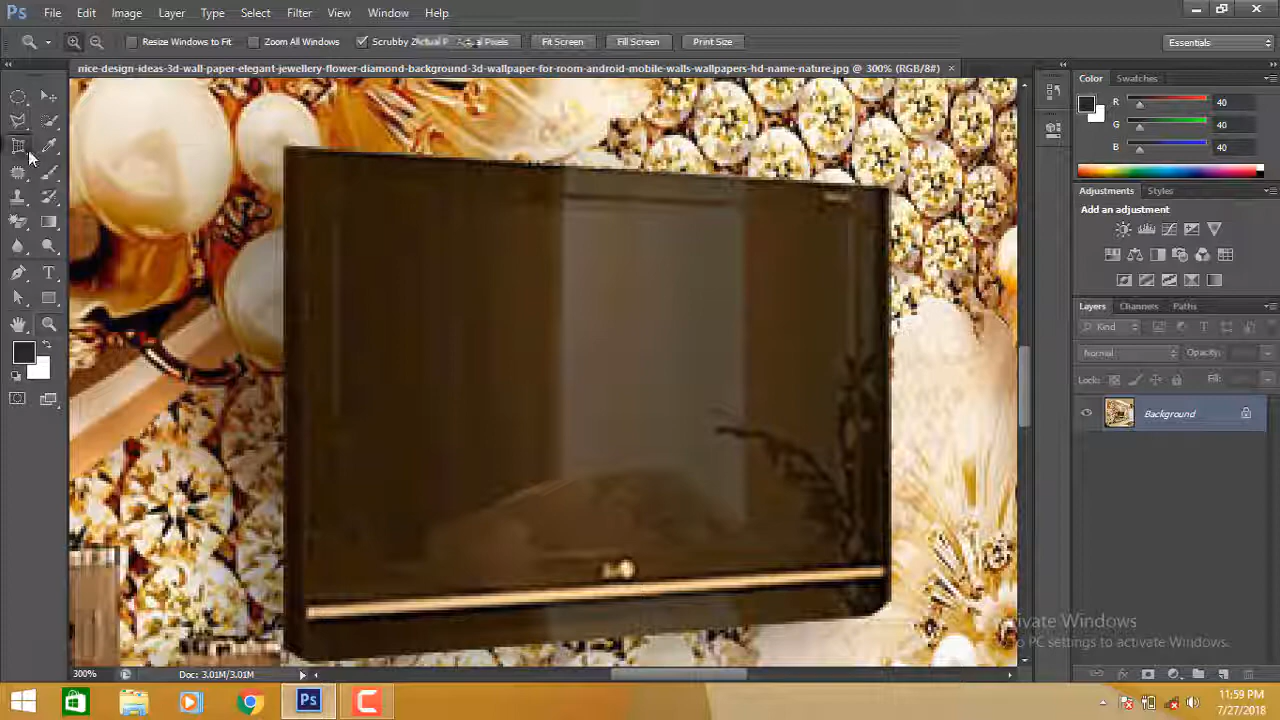 Ps File Edit Image Layer Type Select Filter View Window Help
Resize Windows to Fit Zoom All Windows Fit Screen Fill Screen Print Size Essentials
nice-design-ideas-3d-wall-paper-elegant-jewellery-flower-diamond-background-3d-wallpaper-for-room-android-mobile-walls-wallpapers-hd-name-nature.jpg @ 300% (RGB/8#) ×
Color Swatches
R 40
G 40
B 40
Adjustments Styles
Add an adjustment
Layers Channels Paths
Kind
Normal Opacity:
Lock: Fill:
Background
PC settings to activate Windows.
300% Doc: 3.01M/3.01M
Ps
11:59 PM
7/27/2018